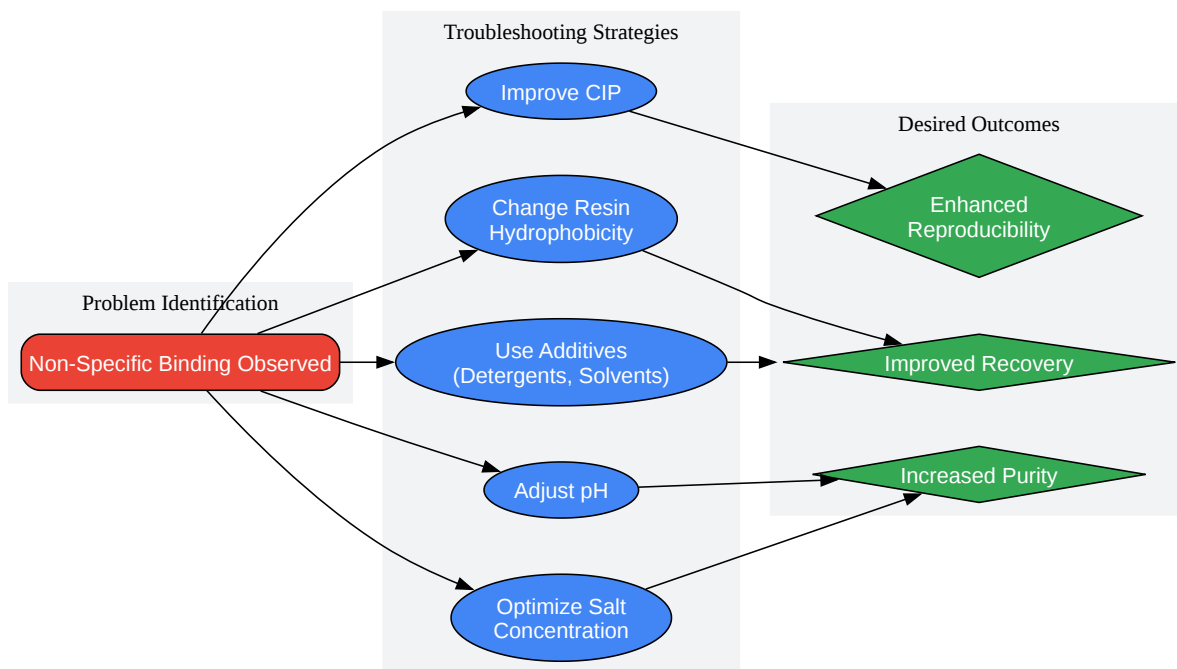 Problem Identification
Non-Specific Binding Observed
Troubleshooting Strategies
Improve CIP
Change Resin
Hydrophobicity
Use Additives
(Detergents, Solvents)
Adjust pH
Optimize Salt
Concentration
Desired Outcomes
Enhanced
Reproducibility
Improved Recovery
Increased Purity